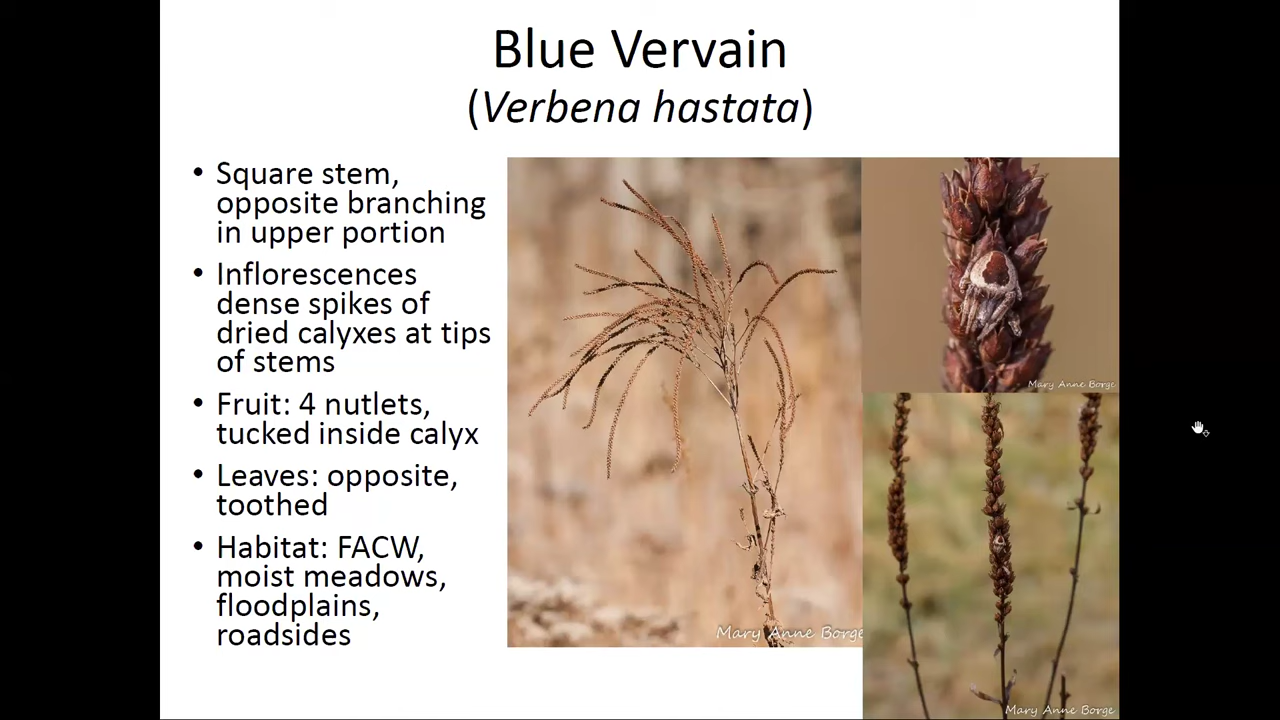 Blue Vervain
(Verbena hastata)
• Square stem,
opposite branching
in upper portion
• Inflorescences
dense spikes of
dried calyxes at tips
of stems
• Fruit: 4 nutlets,
tucked inside calyx
• Leaves: opposite,
toothed
• Habitat: FACW,
moist meadows,
floodplains,
roadsides
Mary Anne Borge
Mary Anne Borge
Mary Anne Borge